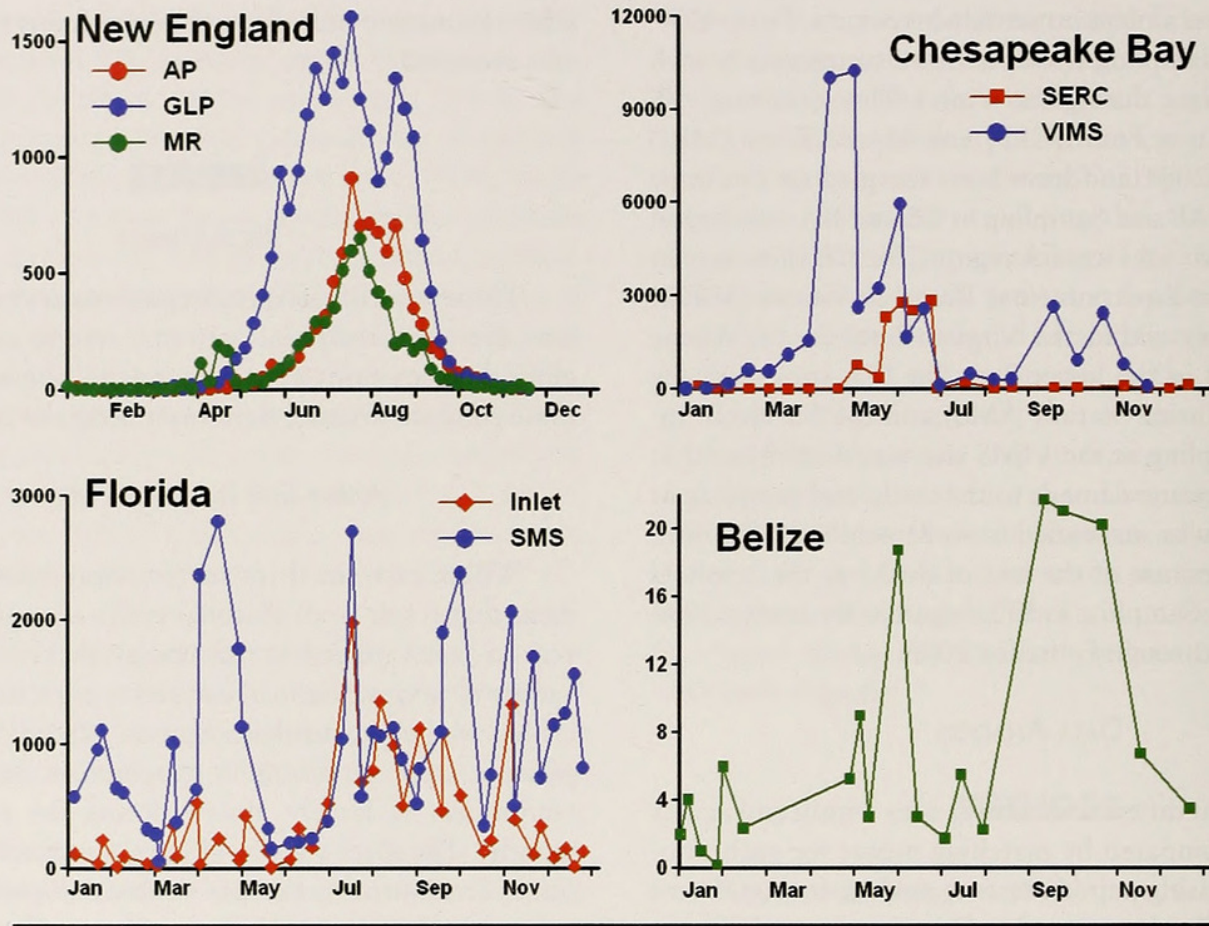 New England
AP
GLP
MR
1500
1000
500
0
Feb Apr Jun Aug Oct Dec
Chesapeake Bay
SERC
VIMS
12000
9000
6000
3000
0
Jan Mar May Jul Sep Nov
Florida
Inlet
SMS
3000
2000
1000
0
Jan Mar May Jul Sep Nov
Belize
20
16
12
8
4
0
Jan Mar May Jul Sep Nov